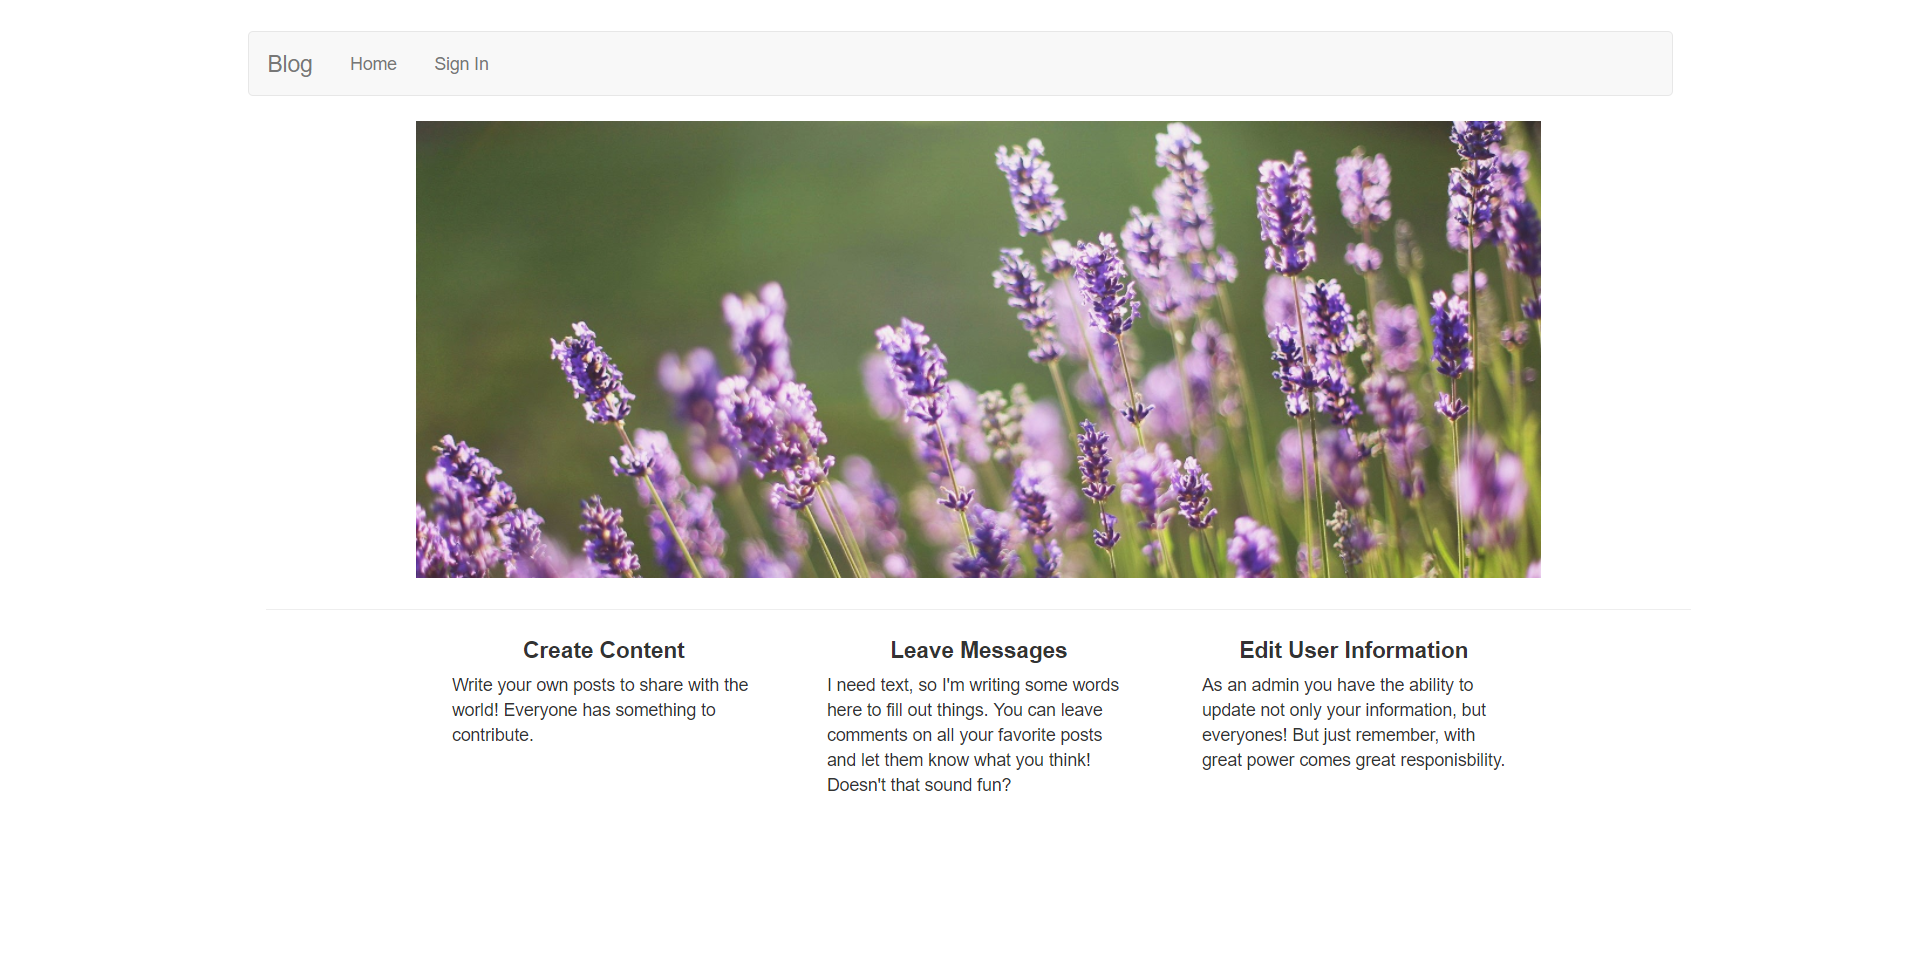 Blog Home Sign In
Create Content
Write your own posts to share with the
world! Everyone has something to
contribute.
Leave Messages
I need text, so I'm writing some words
here to fill out things. You can leave
comments on all your favorite posts
and let them know what you think!
Doesn't that sound fun?
Edit User Information
As an admin you have the ability to
update not only your information, but
everyones! But just remember, with
great power comes great responisbility.